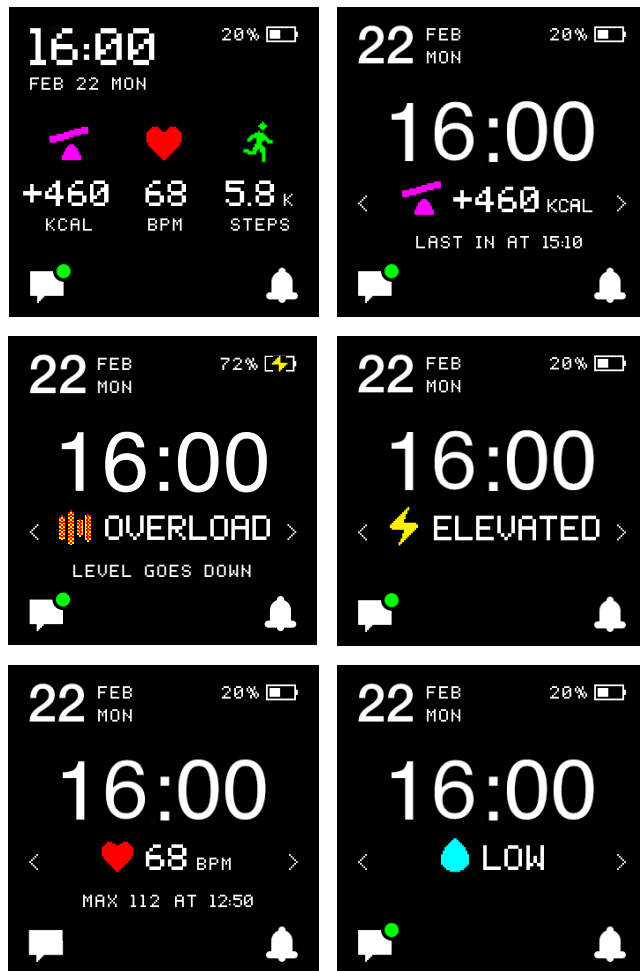 16:00 20%
FEB 22 MON
+460 68 5.8 K
KCAL BPM STEPS
22 FEB MON 20%
16:00
< +460 KCAL >
LAST IN AT 15:10
22 FEB MON 72%
16:00
< OVERLOAD >
LEVEL GOES DOWN
22 FEB MON 20%
16:00
< ELEVATED >
22 FEB MON 20%
16:00
< 68 BPM >
MAX 112 AT 12:50
22 FEB MON 20%
16:00
< LOW >